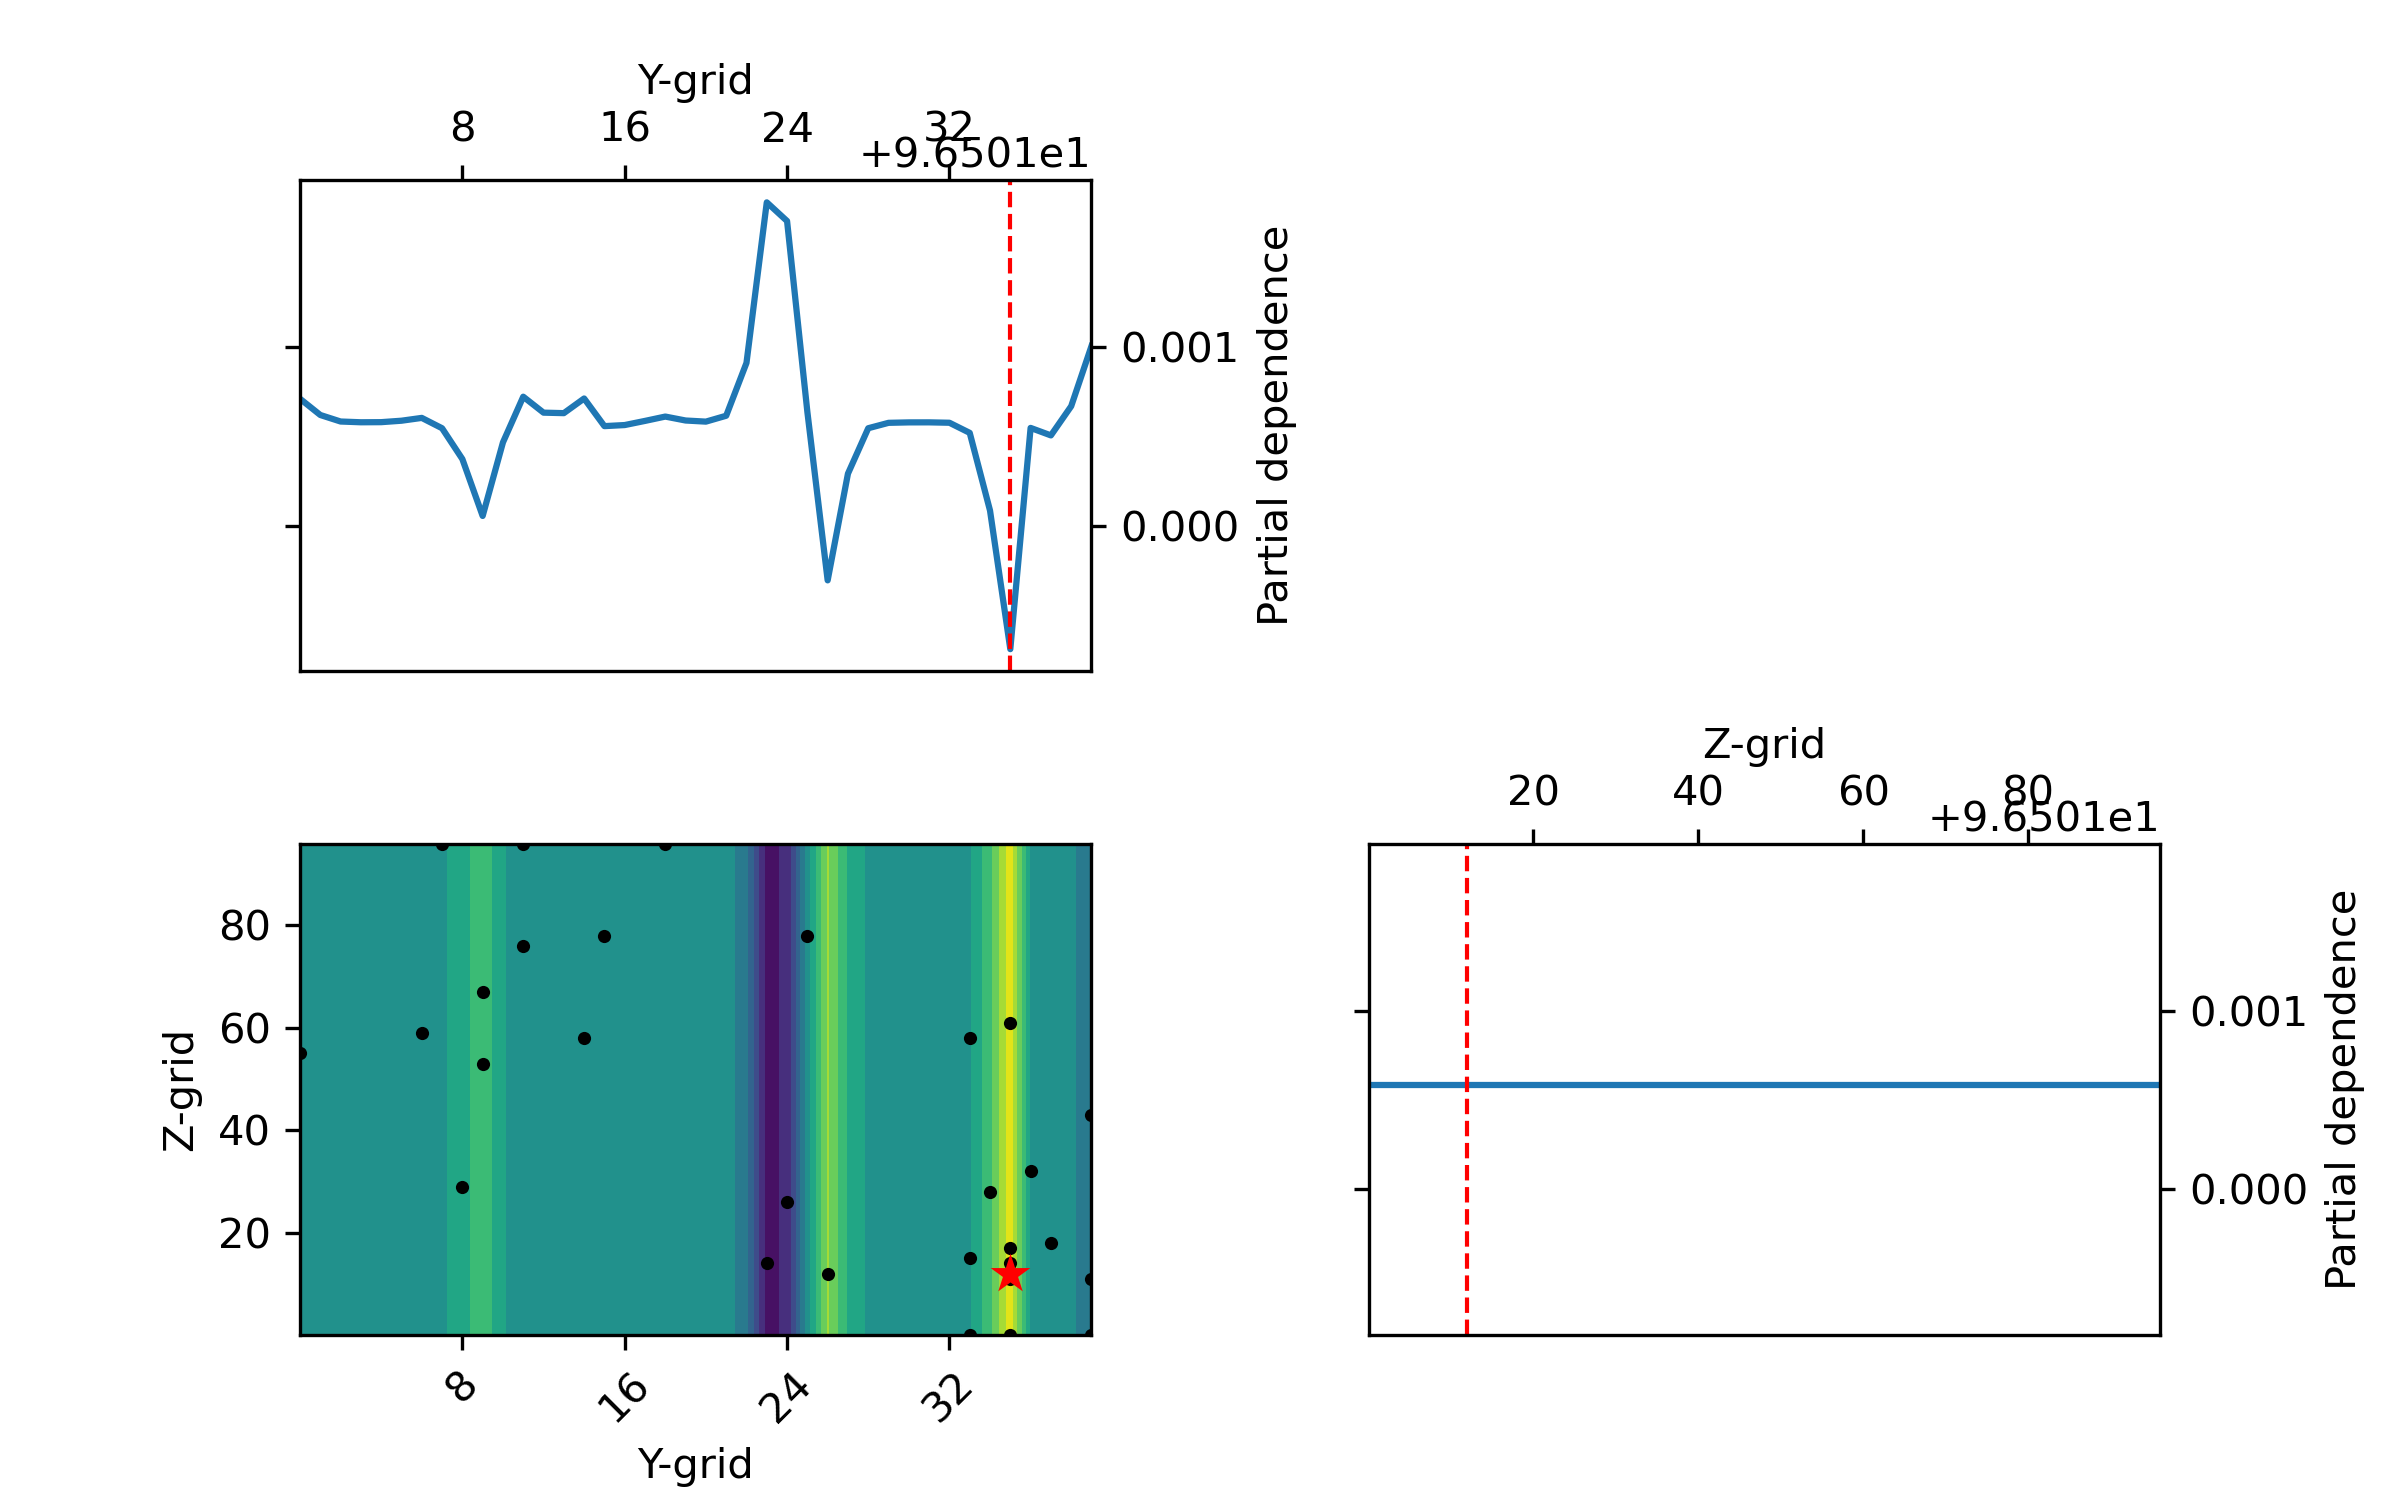 Y-grid
8 16 24 32
+9.6501e1
0.001
0.000
Partial dependence
Z-grid
20 40 60 80
+9.6501e1
80
60
40
20
Z-grid
8 16 24 32
Y-grid
0.001
0.000
Partial dependence